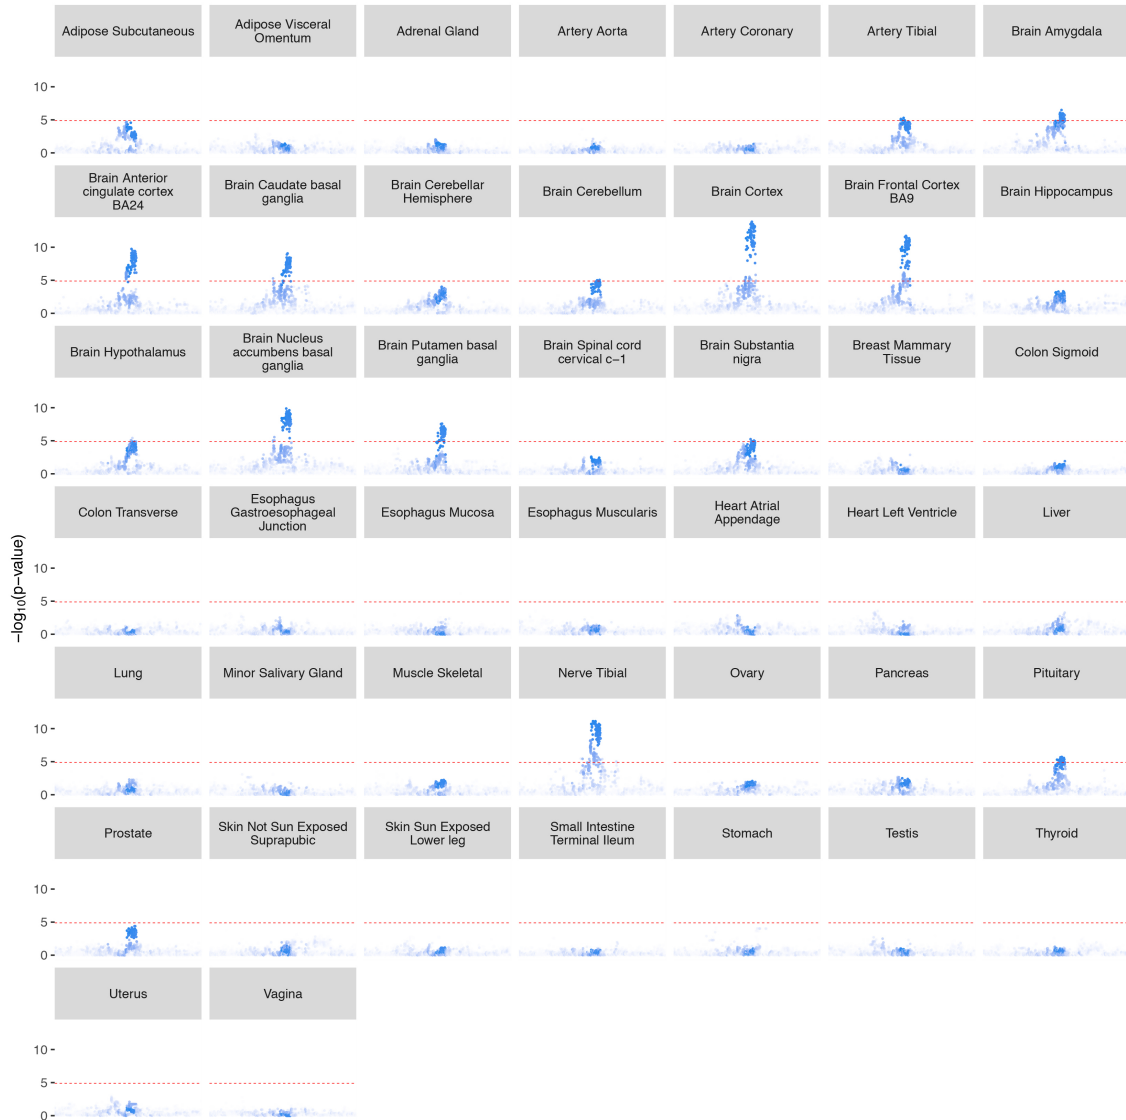 Adipose Subcutaneous
Adipose Visceral
Omentum
Adrenal Gland
Artery Aorta
Artery Coronary
Artery Tibial
Brain Amygdala
10
5
0
Brain Anterior
cingulate cortex
BA24
Brain Caudate basal
ganglia
Brain Cerebellar
Hemisphere
Brain Cerebellum
Brain Cortex
Brain Frontal Cortex
BA9
Brain Hippocampus
10
5
0
Brain Hypothalamus
Brain Nucleus
accumbens basal
ganglia
Brain Putamen basal
ganglia
Brain Spinal cord
cervical c−1
Brain Substantia
nigra
Breast Mammary
Tissue
Colon Sigmoid
10
5
0
Colon Transverse
Esophagus
Gastroesophageal
Junction
Esophagus Mucosa
Esophagus Muscularis
Heart Atrial
Appendage
Heart Left Ventricle
Liver
−log₁₀(p−value)
10
5
0
Lung
Minor Salivary Gland
Muscle Skeletal
Nerve Tibial
Ovary
Pancreas
Pituitary
10
5
0
Prostate
Skin Not Sun Exposed
Suprapubic
Skin Sun Exposed
Lower leg
Small Intestine
Terminal Ileum
Stomach
Testis
Thyroid
10
5
0
Uterus
Vagina
10
5
0